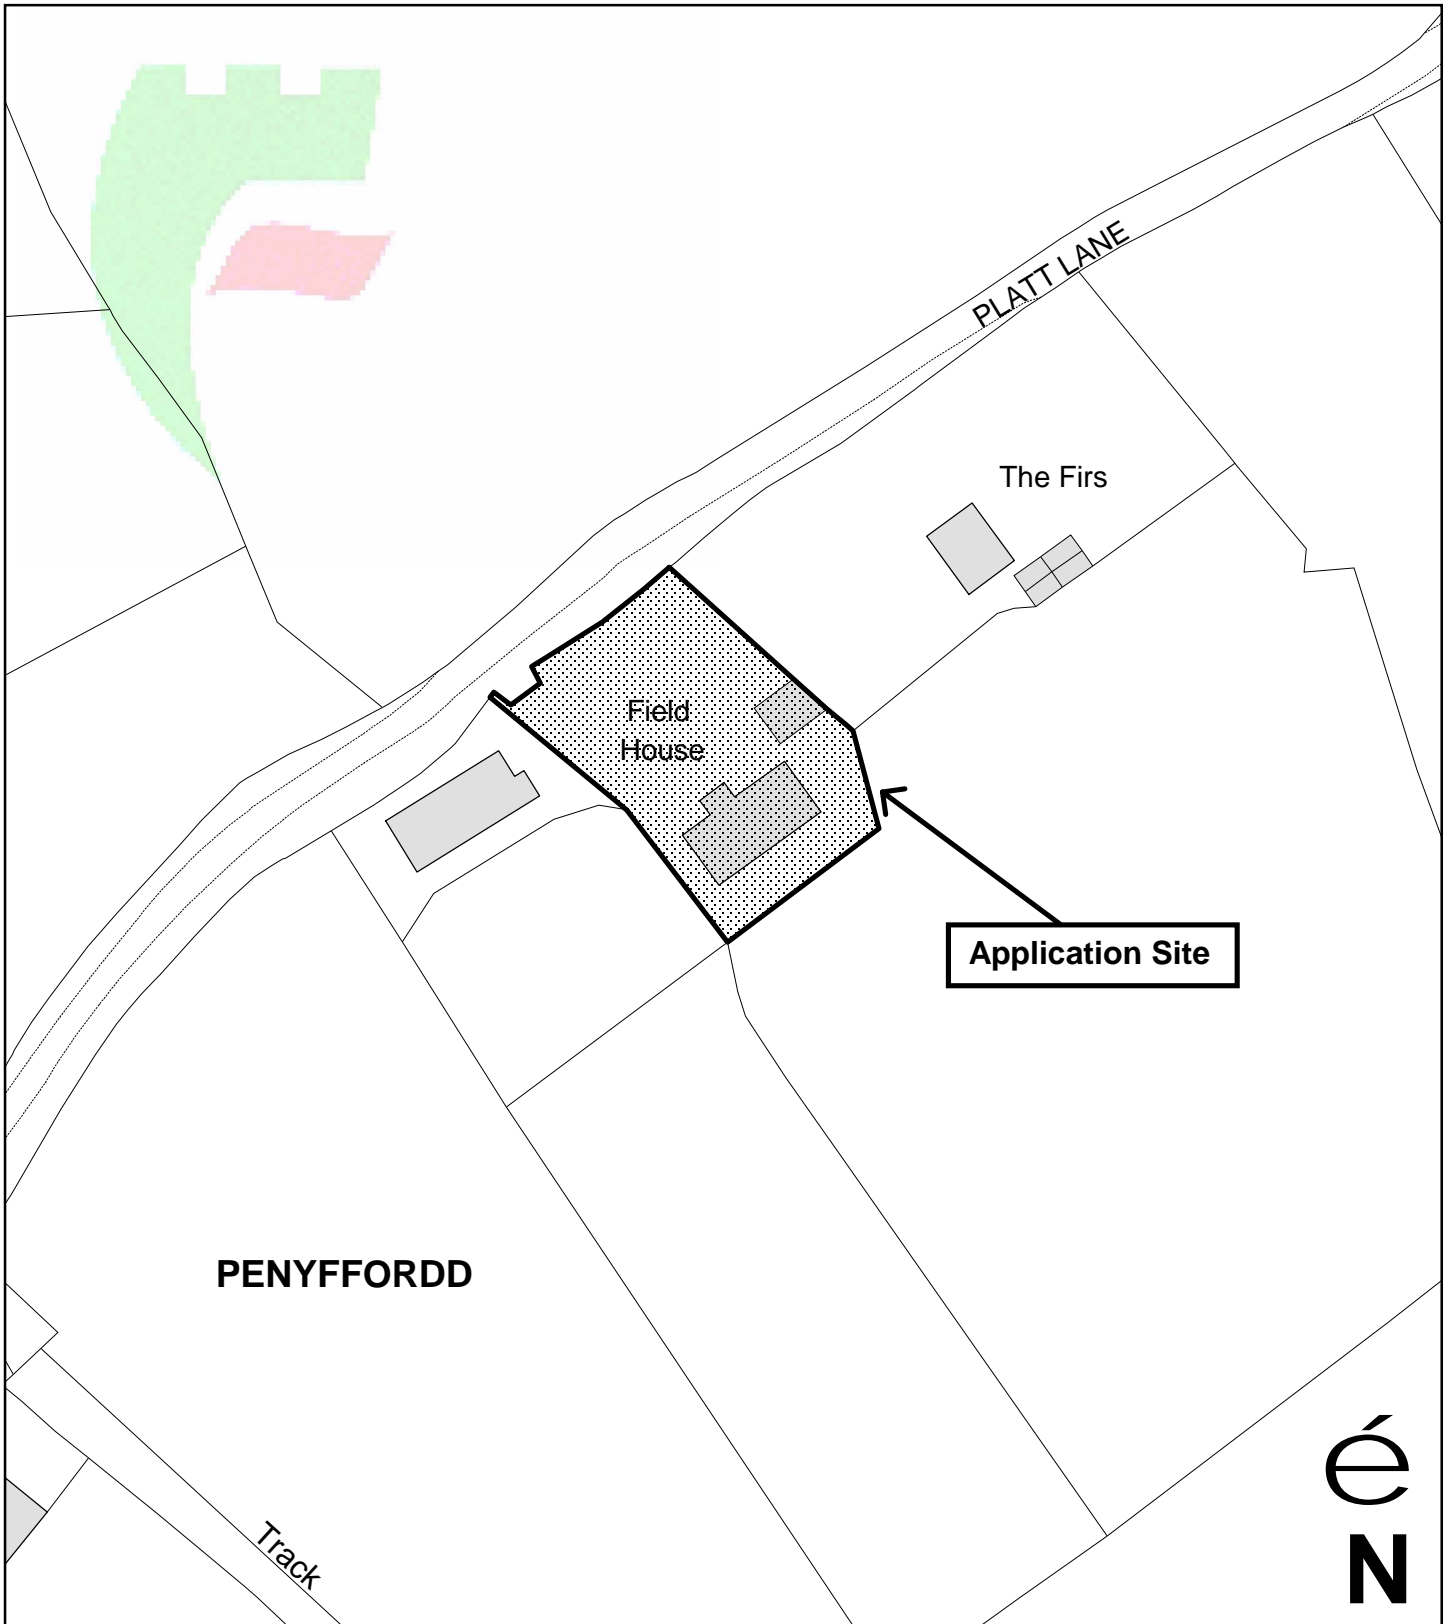 PLATT LANE
The Firs
Field
House
Application Site
PENYFFORDD
Track
é
N